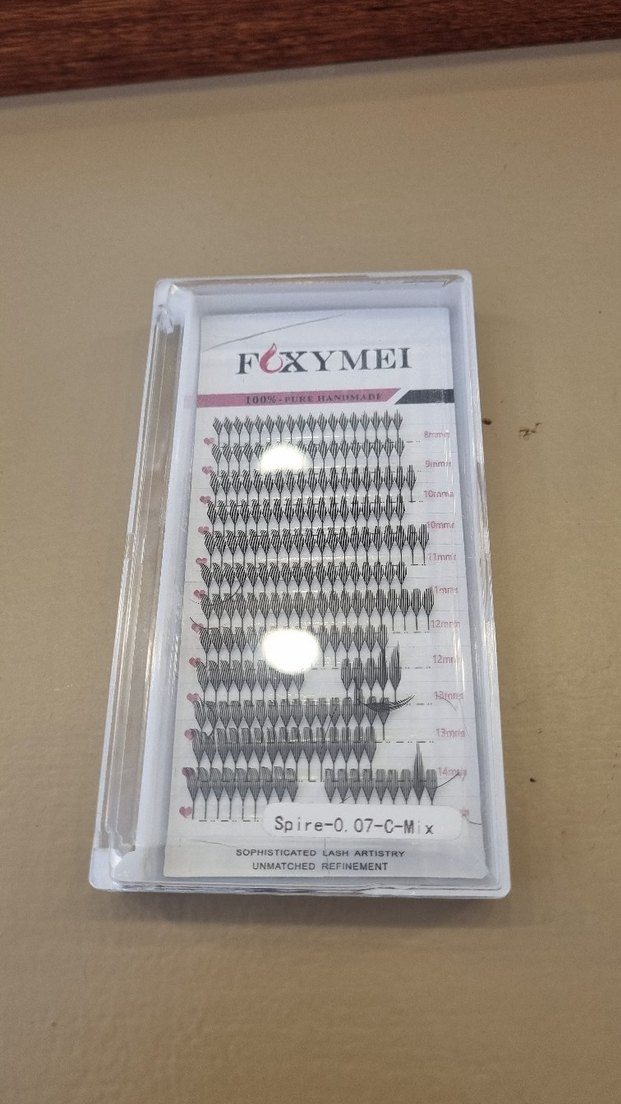 FOXYMEI
100%-PURE HANDMADE
8mm
9mm
10mm
10mm
11mm
11mm
12mm
12mm
13mm
13mm
14mm
Spire-0.07-C-Mix
SOPHISTICATED LASH ARTISTRY
UNMATCHED REFINEMENT